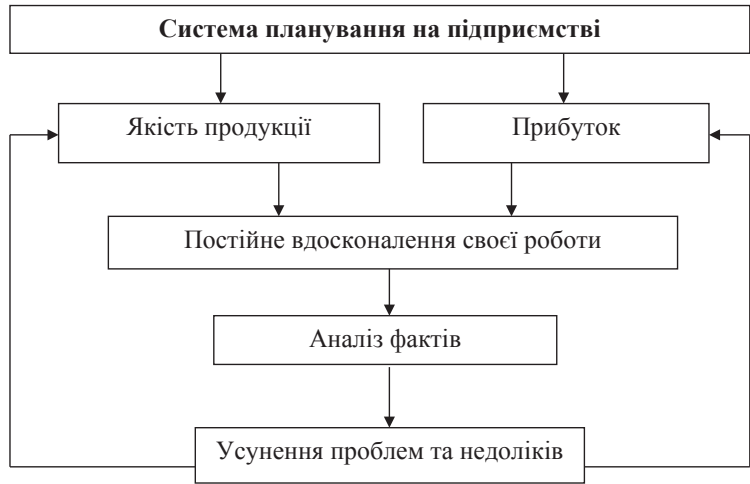 Система планування на підприємстві
Якість продукції
Прибуток
Постійне вдосконалення своєї роботи
Аналіз фактів
Усунення проблем та недоліків